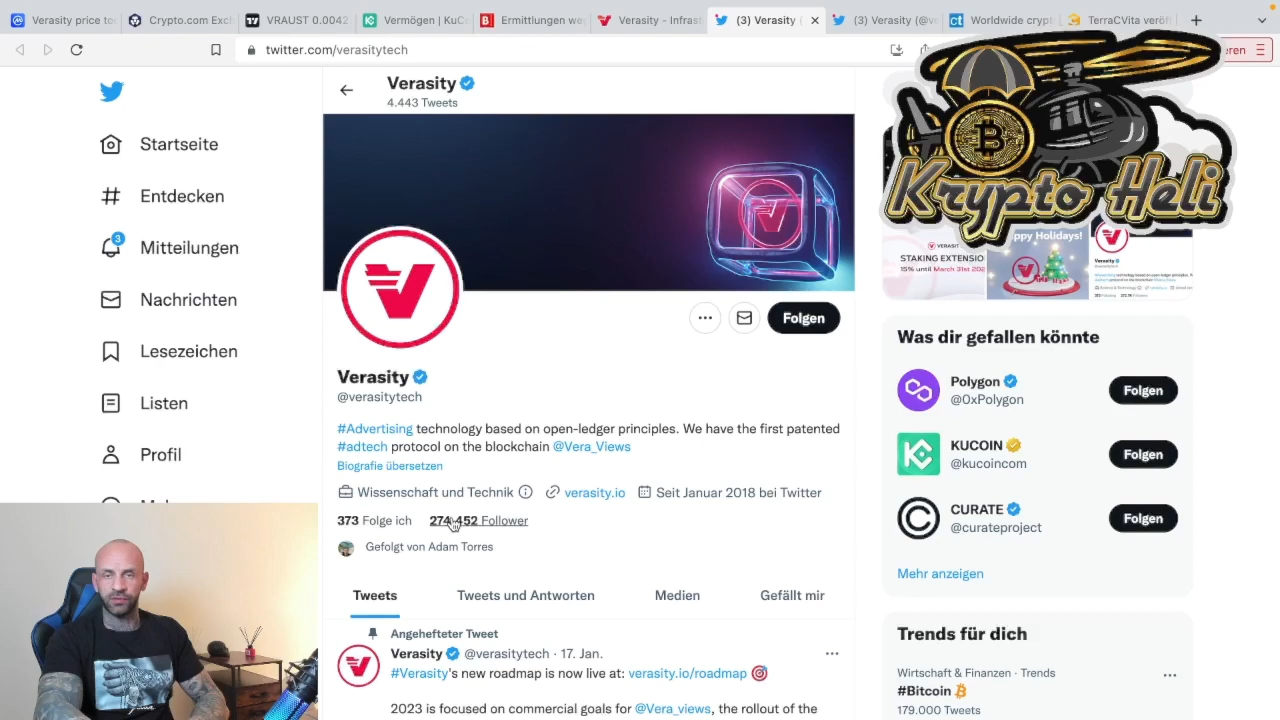 Verasity price to
Crypto.com Exch
VRAUST 0.0042
Vermögen | KuC
Ermittlungen we
Verasity - Infras
(3) Verasity (
(3) Verasity (@v
Worldwide crypt
TerraCVita veröf
twitter.com/verasitytech
Krypto Heli
Verasity
4.443 Tweets
Startseite
Entdecken
3
Mitteilungen
Nachrichten
Lesezeichen
Listen
Profil
Folgen
Verasity
@verasitytech
#Advertising technology based on open-ledger principles. We have the first patented
#adtech protocol on the blockchain @Vera_Views
Biografie übersetzen
Wissenschaft und Technik verasity.io Seit Januar 2018 bei Twitter
373 Folge ich 274.452 Follower
Gefolgt von Adam Torres
Tweets Tweets und Antworten Medien Gefällt mir
Angehefteter Tweet
Verasity @verasitytech · 17. Jan.
#Verasity's new roadmap is now live at: verasity.io/roadmap
2023 is focused on commercial goals for @Vera_views, the rollout of the
VERASIT
STAKING EXTENSIO
15% until March 31st 202
Happy Holidays!
Verasity
Was dir gefallen könnte
Polygon
@0xPolygon
Folgen
KUCOIN
@kucoincom
Folgen
CURATE
@curateproject
Folgen
Mehr anzeigen
Trends für dich
Wirtschaft & Finanzen · Trends
#Bitcoin
179.000 Tweets